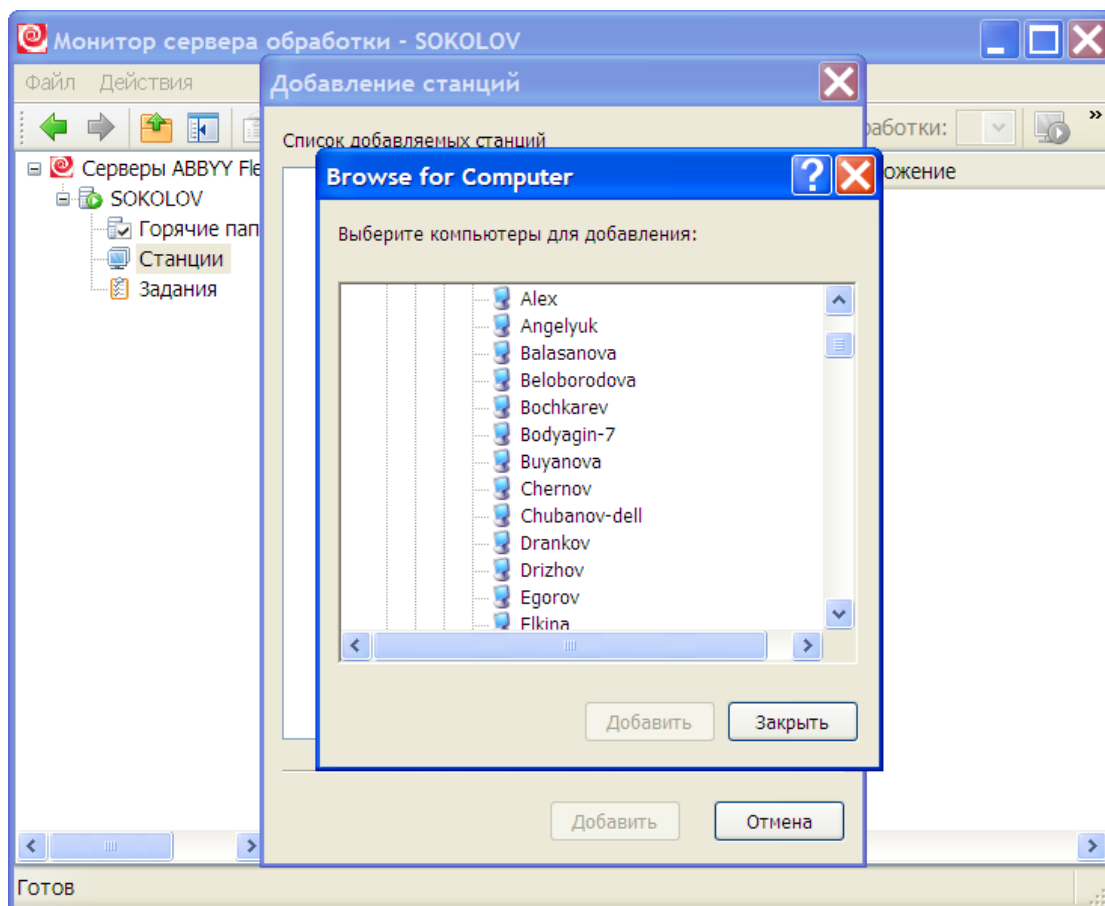 Монитор сервера обработки - SOKOLOV
Файл Действия
Добавление станций
аботки:
Список добавляемых станций
Browse for Computer
ожение
Серверы ABBYY Fle
SOKOLOV
Горячие пап
Станции
Задания
Выберите компьютеры для добавления:
Alex
Angelyuk
Balasanova
Beloborodova
Bochkarev
Bodyagin-7
Buyanova
Chernov
Chubanov-dell
Drankov
Drizhov
Egorov
Elkina
Добавить Закрыть
Добавить Отмена
Готов